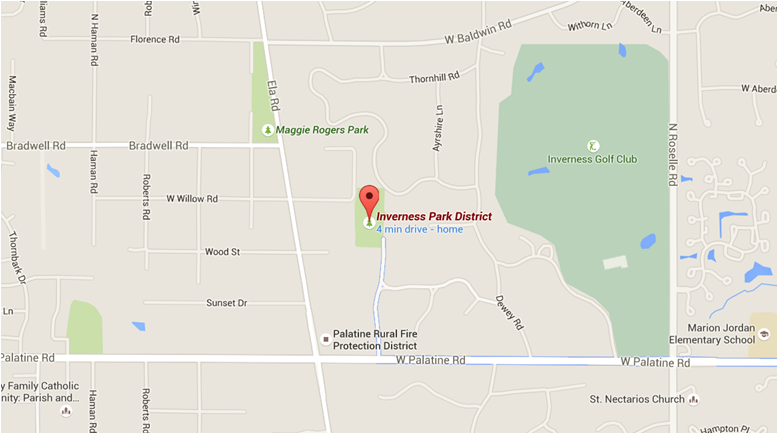 illiams Rd
N Haman Rd
Florence Rd
W Baldwin Rd
Withorn Ln
Aberdeen Ln
Thornhill Rd
W Aber
Macbain Way
Ela Rd
Ayrshire Ln
N Roselle Rd
Maggie Rogers Park
Bradwell Rd
Bradwell Rd
Inverness Golf Club
Haman Rd
Roberts Rd
W Willow Rd
Inverness Park District
4 min drive - home
Thornbark Dr
Wood St
Ln
Sunset Dr
Dewey Rd
Palatine Rural Fire
Protection District
Marion Jordan
Elementary School
Palatine Rd
W Palatine Rd
W Palatine Rd
y Family Catholic
nity: Parish and...
Haman Rd
Roberts Rd
St. Nectarios Church
Hampton Pl